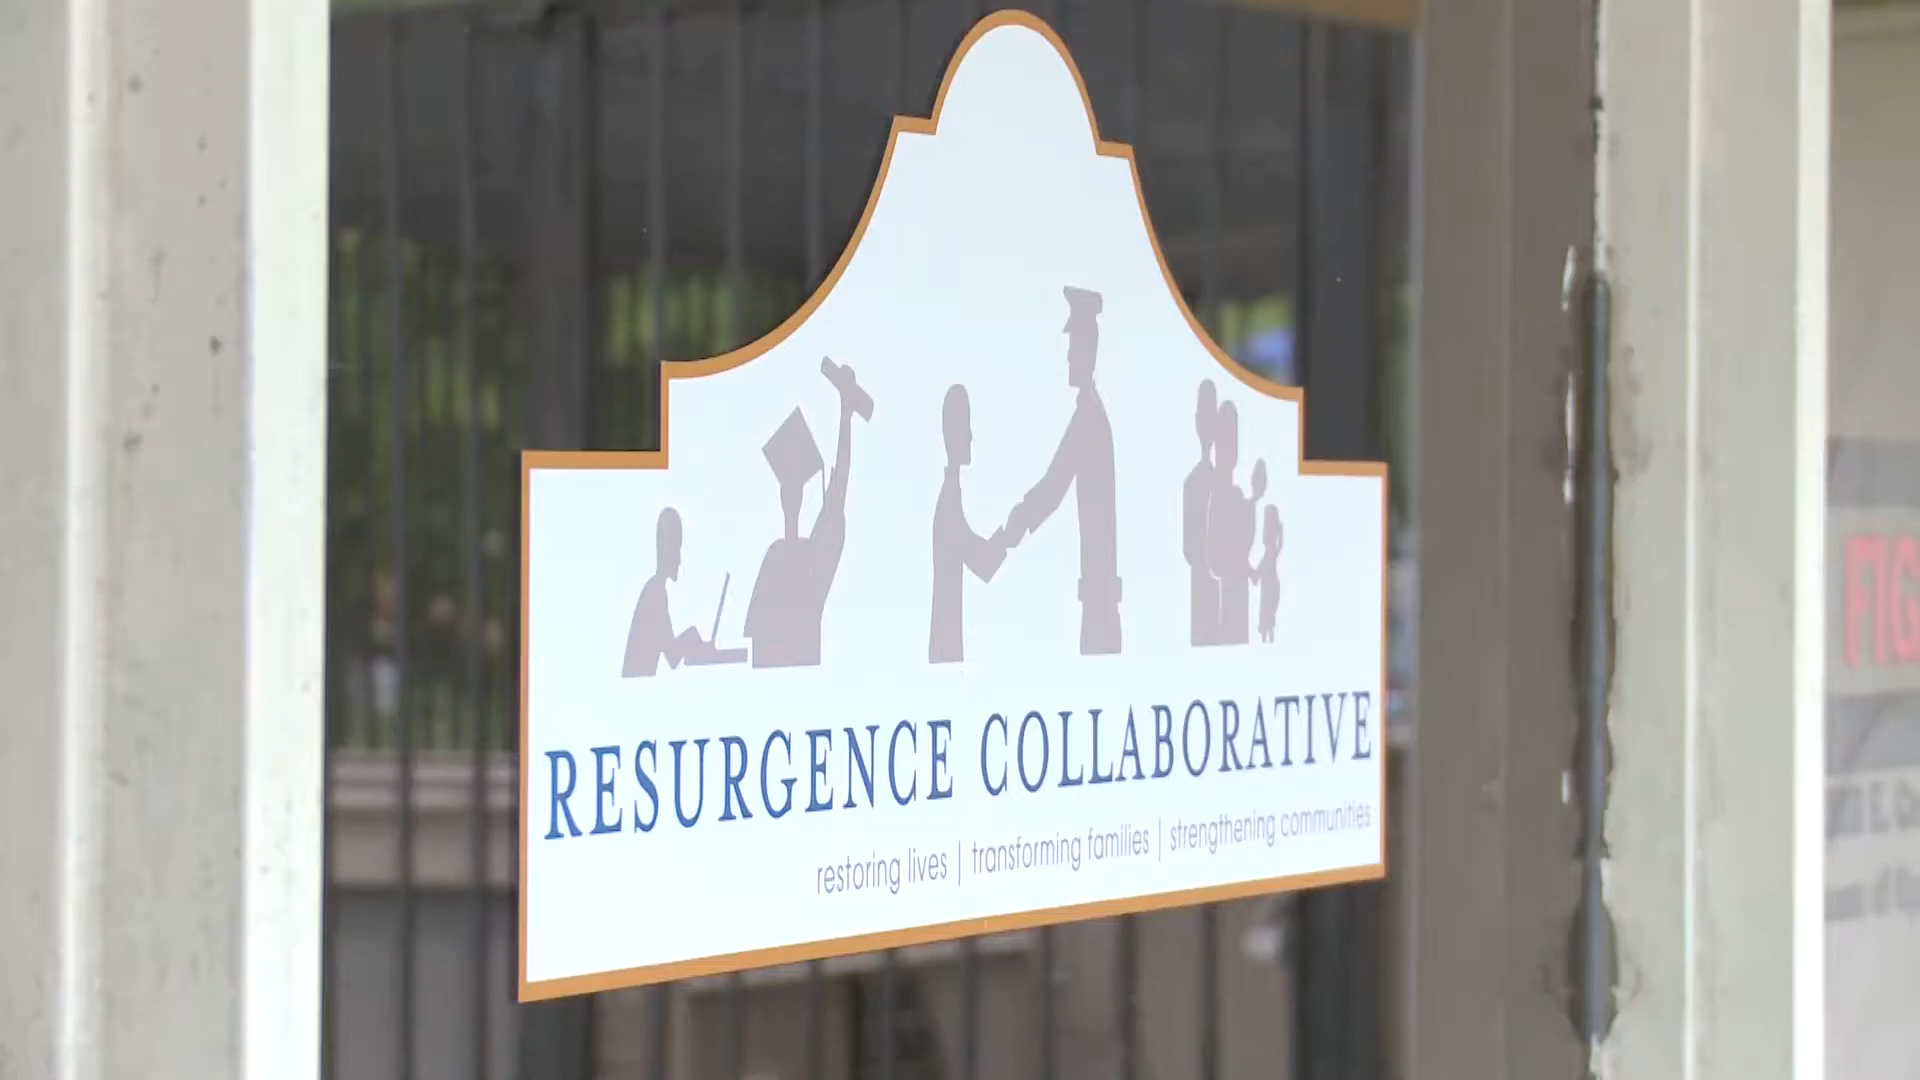 RESURGENCE COLLABORATIVE
restoring lives | transforming families | strengthening communities